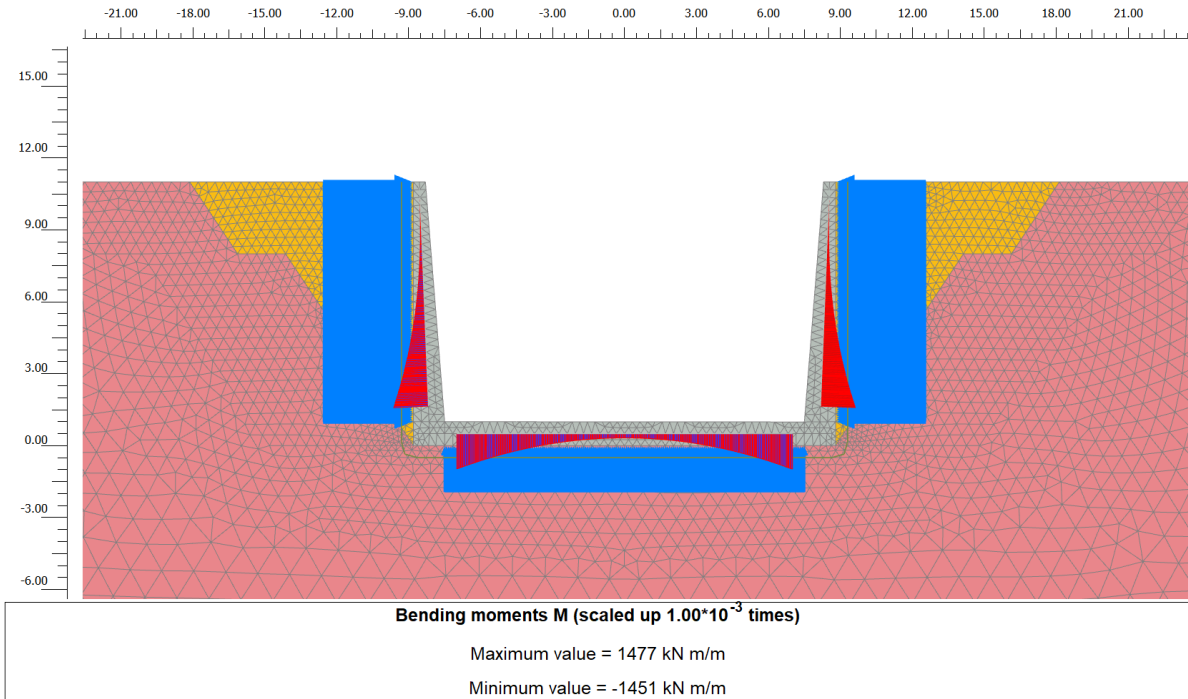 -21.00 -18.00 -15.00 -12.00 -9.00 -6.00 -3.00 0.00 3.00 6.00 9.00 12.00 15.00 18.00 21.00
15.00
12.00
9.00
6.00
3.00
0.00
-3.00
-6.00
Bending moments M (scaled up 1.00*10⁻³ times)
Maximum value = 1477 kN m/m
Minimum value = -1451 kN m/m